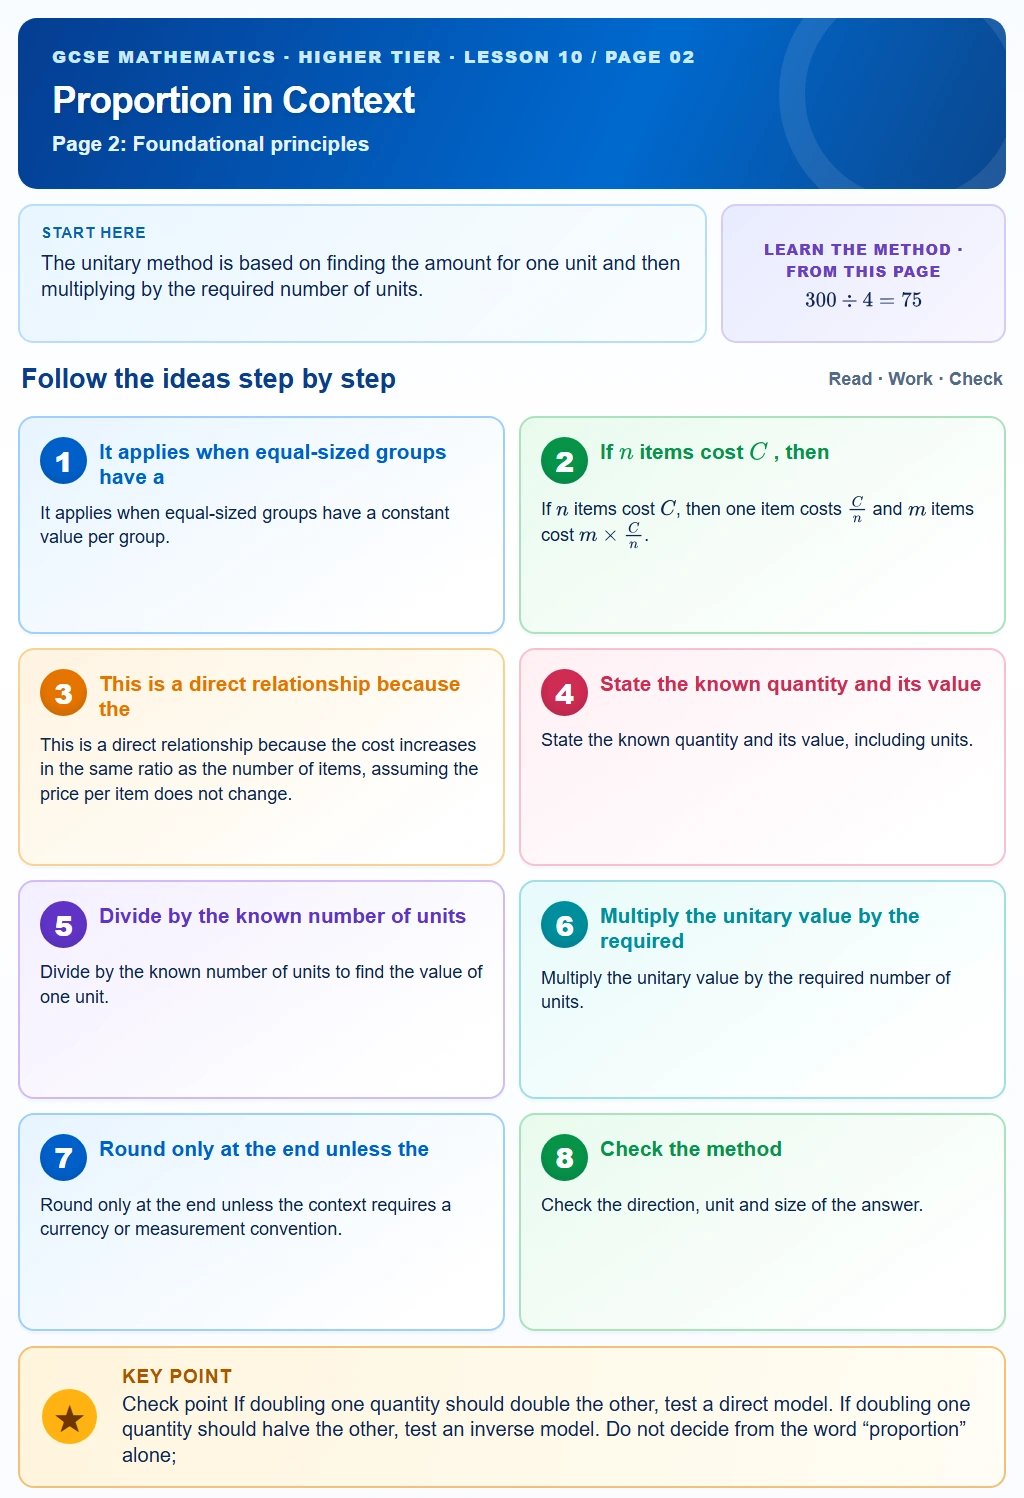 GCSE MATHEMATICS · HIGHER TIER · LESSON 10 / PAGE 02
Proportion in Context
Page 2: Foundational principles
START HERE
The unitary method is based on finding the amount for one unit and then
multiplying by the required number of units.
LEARN THE METHOD ·
FROM THIS PAGE
300 ÷ 4 = 75
Follow the ideas step by step
Read · Work · Check
1
It applies when equal-sized groups
have a
It applies when equal-sized groups have a constant
value per group.
2
If n items cost C , then
If n items cost C, then one item costs C/n and m items
cost m × C/n.
3
This is a direct relationship because
the
This is a direct relationship because the cost increases
in the same ratio as the number of items, assuming the
price per item does not change.
4
State the known quantity and its value
State the known quantity and its value, including units.
5
Divide by the known number of units
Divide by the known number of units to find the value of
one unit.
6
Multiply the unitary value by the
required
Multiply the unitary value by the required number of
units.
7
Round only at the end unless the
Round only at the end unless the context requires a
currency or measurement convention.
8
Check the method
Check the direction, unit and size of the answer.
KEY POINT
Check point If doubling one quantity should double the other, test a direct model. If doubling one
quantity should halve the other, test an inverse model. Do not decide from the word “proportion”
alone;